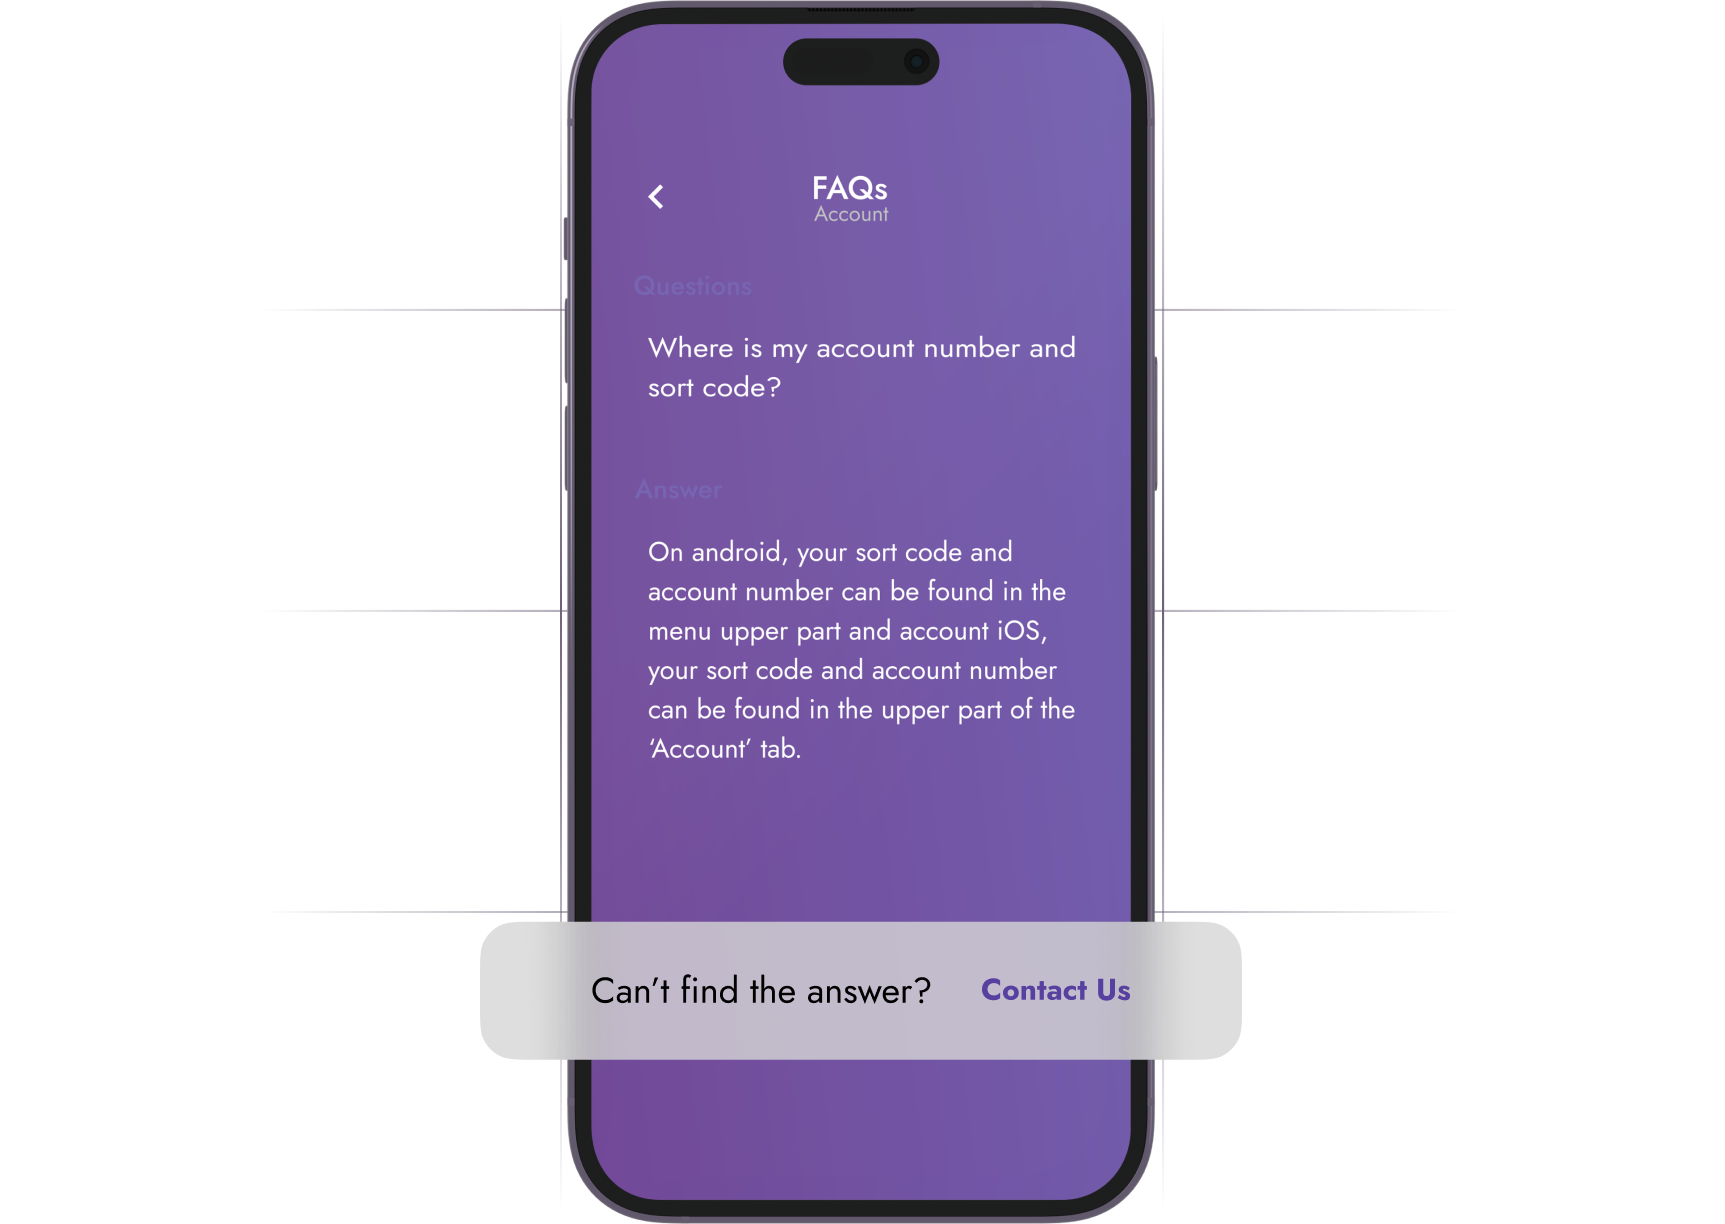 FAQs
Account
Questions
Where is my account number and
sort code?
Answer
On android, your sort code and
account number can be found in the
menu upper part and account iOS,
your sort code and account number
can be found in the upper part of the
‘Account’ tab.
Can’t find the answer? Contact Us